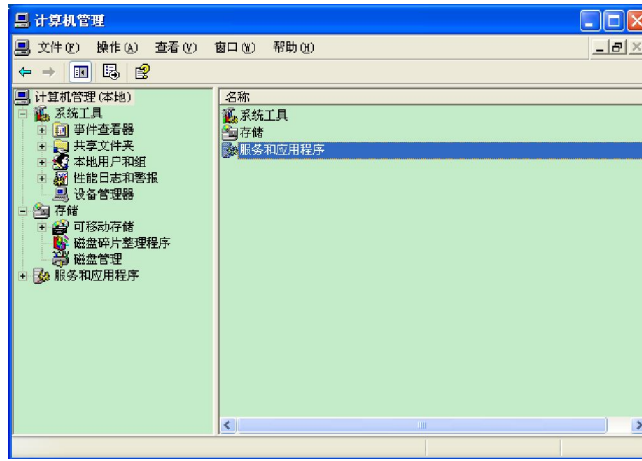 计算机管理
文件(F) 操作(A) 查看(V) 窗口(W) 帮助(H)
计算机管理(本地)
系统工具
事件查看器
共享文件夹
本地用户和组
性能日志和警报
设备管理器
存储
可移动存储
磁盘碎片整理程序
磁盘管理
服务和应用程序
名称
系统工具
存储
服务和应用程序